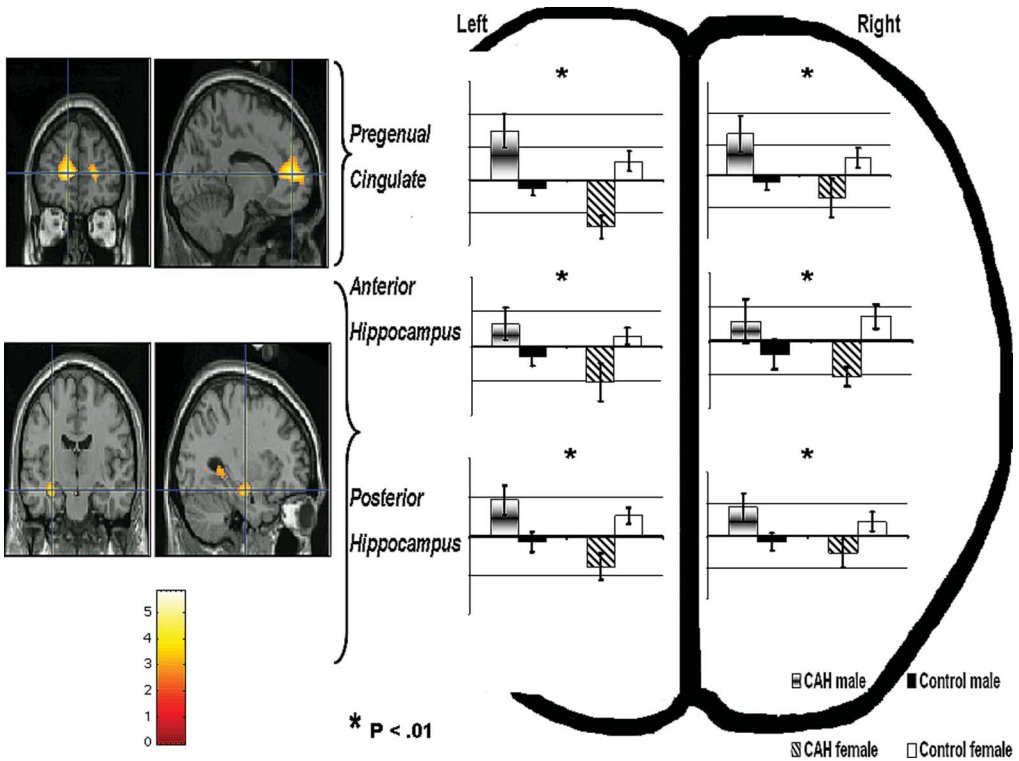 Left
Right
*
*
Pregenual
Cingulate
Anterior
Hippocampus
*
*
Posterior
Hippocampus
*
*
5
4
3
2
1
0
* P < .01
CAH male
Control male
CAH female
Control female